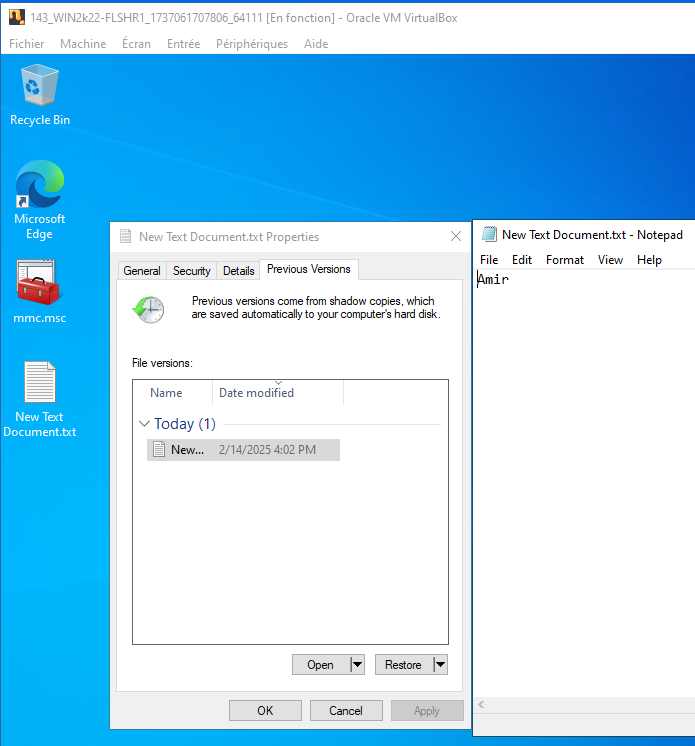 143_WIN2k22-FLSHR1_1737061707806_64111 [En fonction] - Oracle VM VirtualBox
Fichier Machine Écran Entrée Périphériques Aide
Recycle Bin
Microsoft
Edge
mmc.msc
New Text
Document.txt
New Text Document.txt Properties
General Security Details Previous Versions
Previous versions come from shadow copies, which
are saved automatically to your computer's hard disk.
File versions:
Name Date modified
Today (1)
New... 2/14/2025 4:02 PM
Open Restore
OK Cancel Apply
New Text Document.txt - Notepad
File Edit Format View Help
Amir